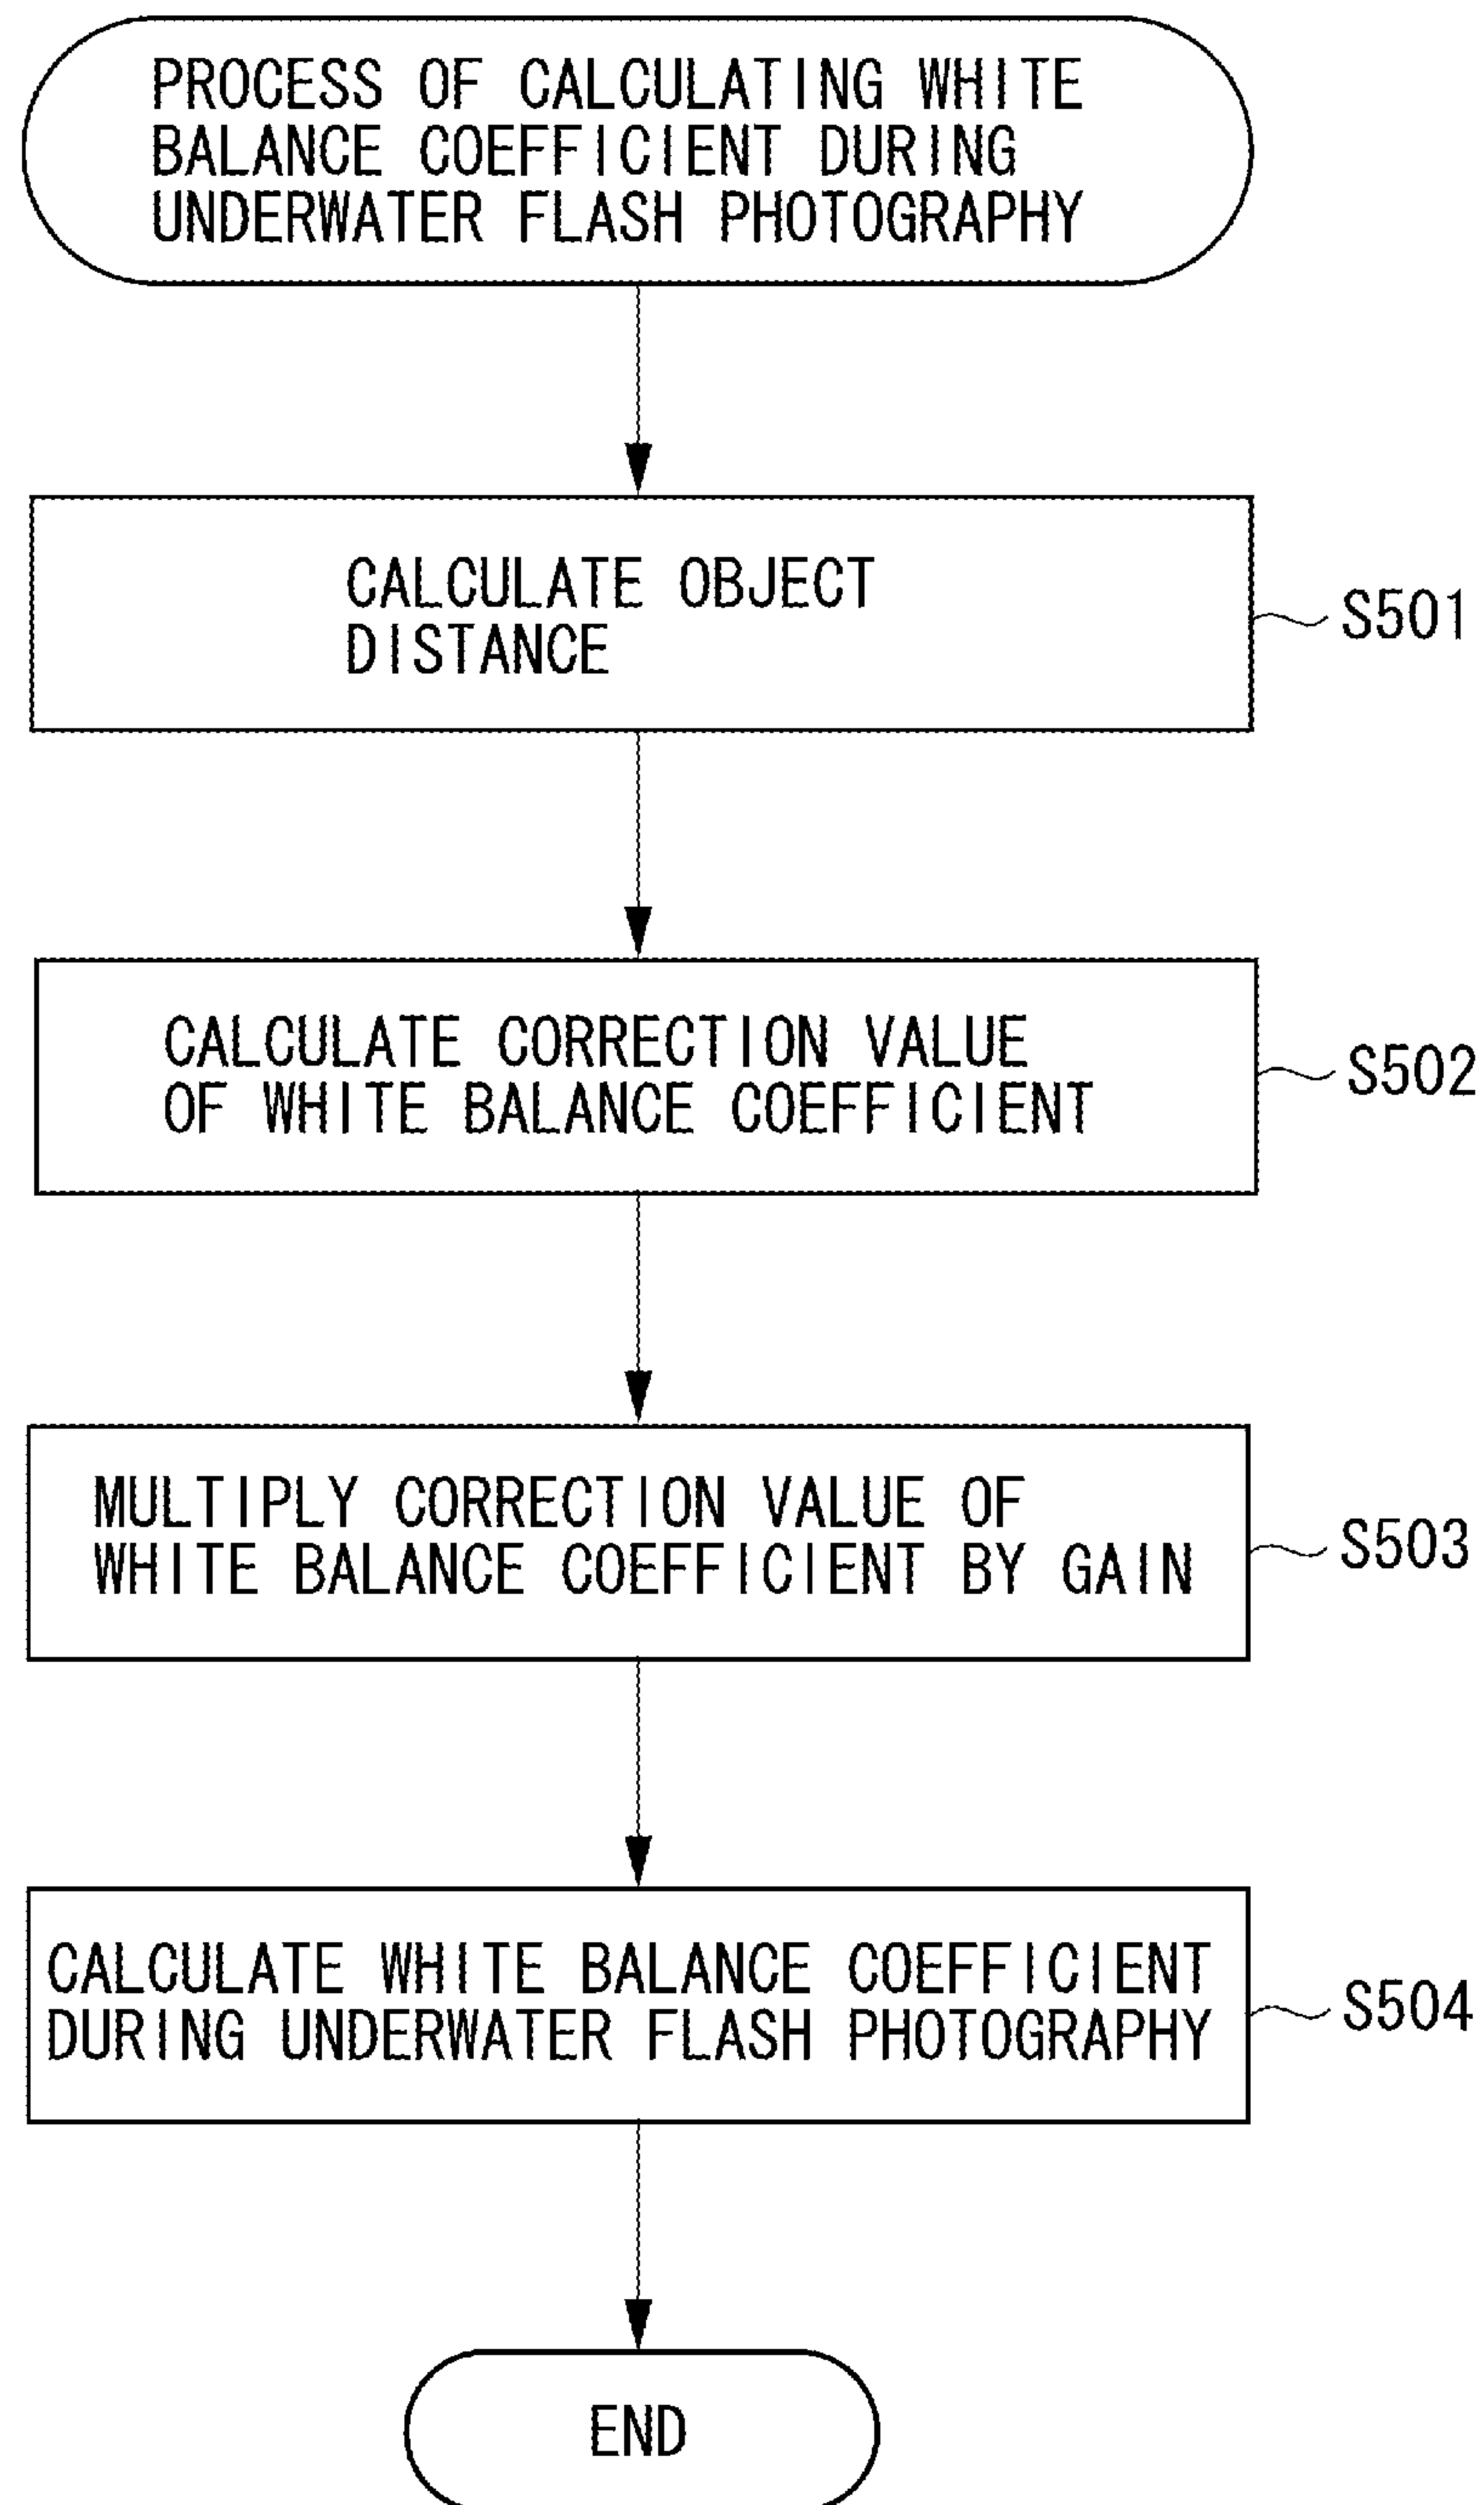 PROCESS OF CALCULATING WHITE
BALANCE COEFFICIENT DURING
UNDERWATER FLASH PHOTOGRAPHY
CALCULATE OBJECT
DISTANCE
S501
CALCULATE CORRECTION VALUE
OF WHITE BALANCE COEFFICIENT
S502
MULTIPLY CORRECTION VALUE OF
WHITE BALANCE COEFFICIENT BY GAIN
S503
CALCULATE WHITE BALANCE COEFFICIENT
DURING UNDERWATER FLASH PHOTOGRAPHY
S504
END